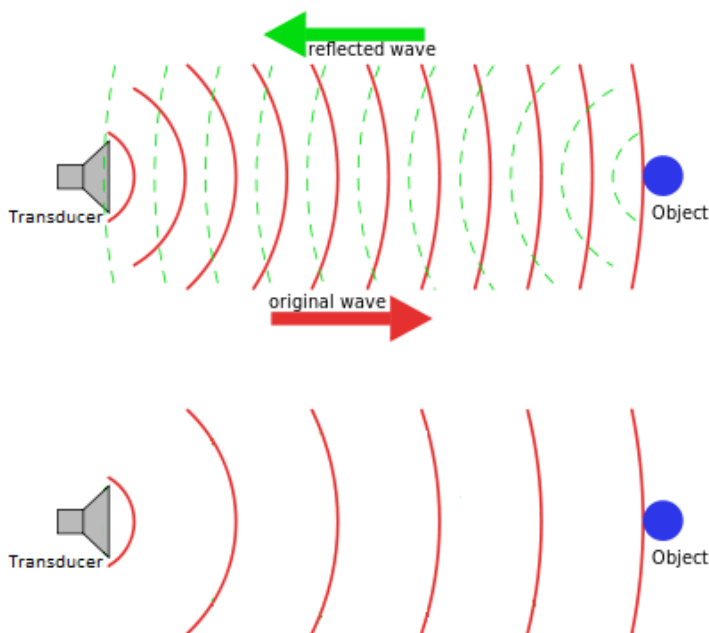 reflected wave
Transducer
Object
original wave
Transducer
Object